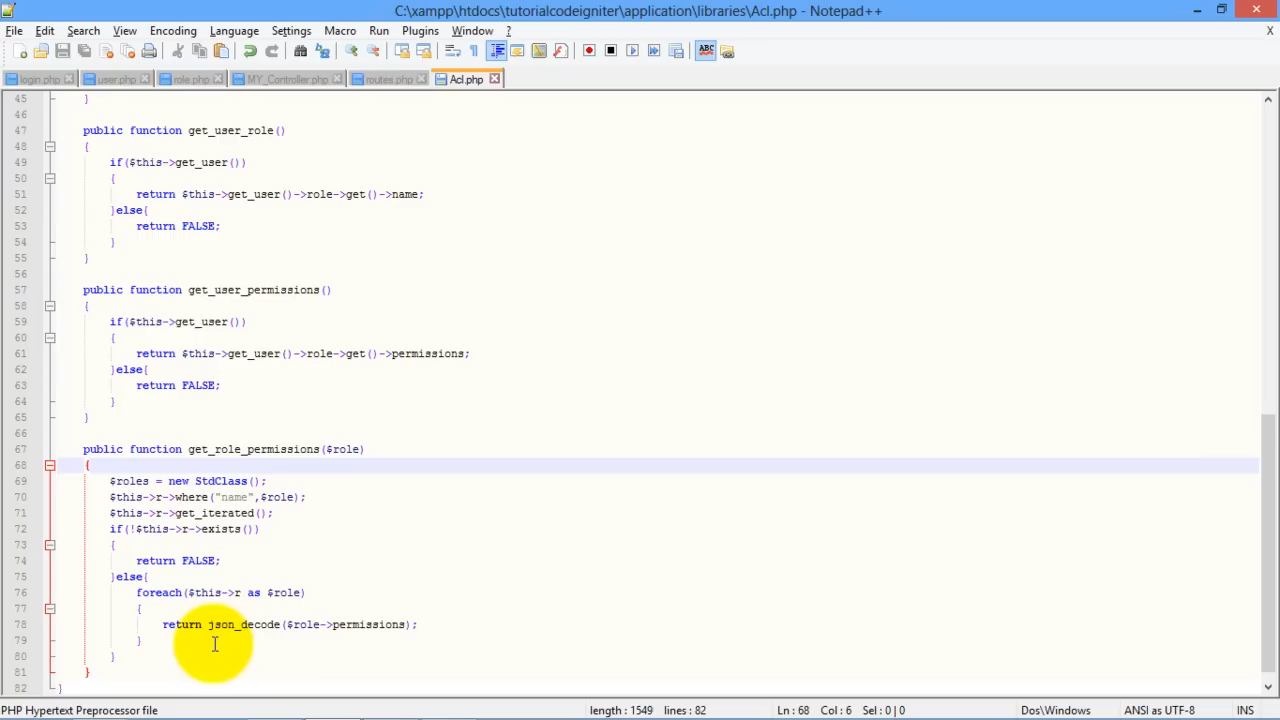 C:\xampp\htdocs\tutorialcodeigniter\application\libraries\Acl.php - Notepad++
File Edit Search View Encoding Language Settings Macro Run Plugins Window ? X
login.php user.php role.php MY_Controller.php routes.php Acl.php
45 }
46
47 public function get_user_role()
48 {
49 if($this->get_user())
50 {
51 return $this->get_user()->role->get()->name;
52 }else{
53 return FALSE;
54 }
55 }
56
57 public function get_user_permissions()
58 {
59 if($this->get_user())
60 {
61 return $this->get_user()->role->get()->permissions;
62 }else{
63 return FALSE;
64 }
65 }
66
67 public function get_role_permissions($role)
68 {
69 $roles = new StdClass();
70 $this->r->where("name",$role);
71 $this->r->get_iterated();
72 if(!$this->r->exists())
73 {
74 return FALSE;
75 }else{
76 foreach($this->r as $role)
77 {
78 return json_decode($role->permissions);
79 }
80 }
81 }
82 }
PHP Hypertext Preprocessor file length : 1549 lines : 82 Ln : 68 Col : 6 Sel : 0 | 0 Dos\Windows ANSI as UTF-8 INS